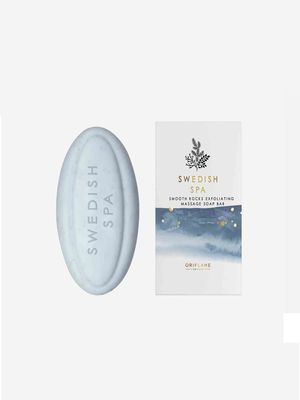 SWEDISH
SPA
SWEDISH
SPA
SMOOTH ROCKS EXFOLIATING
MASSAGE SOAP BAR
ORIFLAME